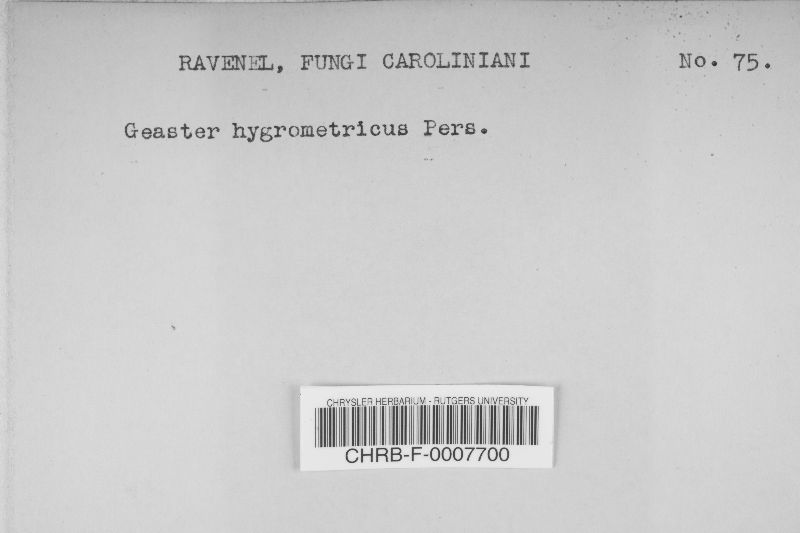 RAVENEL, FUNGI CAROLINIANI No. 75.
Geaster hygrometricus Pers.
CHRYSLER HERBARIUM - RUTGERS UNIVERSITY
CHRB-F-0007700